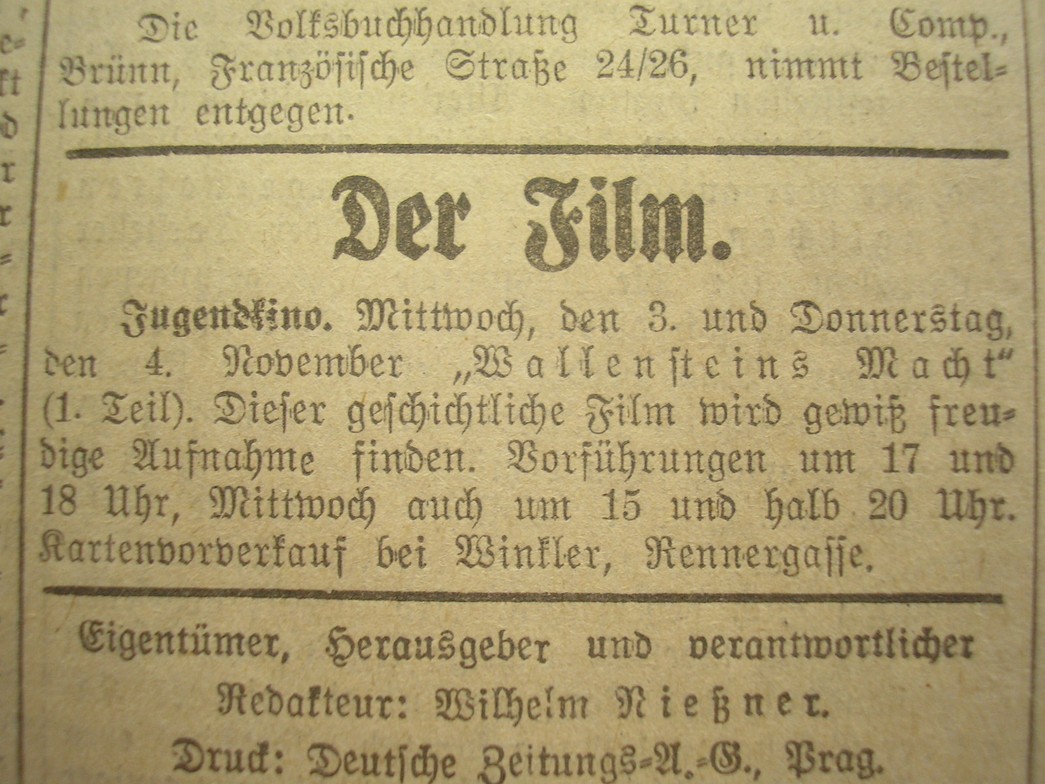 Die Volksbuchhandlung Turner u. Comp.,
Brünn, Französische Straße 24/26, nimmt Bestel-
lungen entgegen.
Der Film.
Jugendkino. Mittwoch, den 3. und Donnerstag,
den 4. November „Wallensteins Macht“
(1. Teil). Dieser geschichtliche Film wird gewiß freu-
dige Aufnahme finden. Vorführungen um 17 und
18 Uhr, Mittwoch auch um 15 und halb 20 Uhr.
Kartenvorverkauf bei Winkler, Rennergasse.
Eigentümer, Herausgeber und verantwortlicher
Redakteur: Wilhelm Nießner.
Druck: Deutsche Zeitungs-A.-G., Prag.